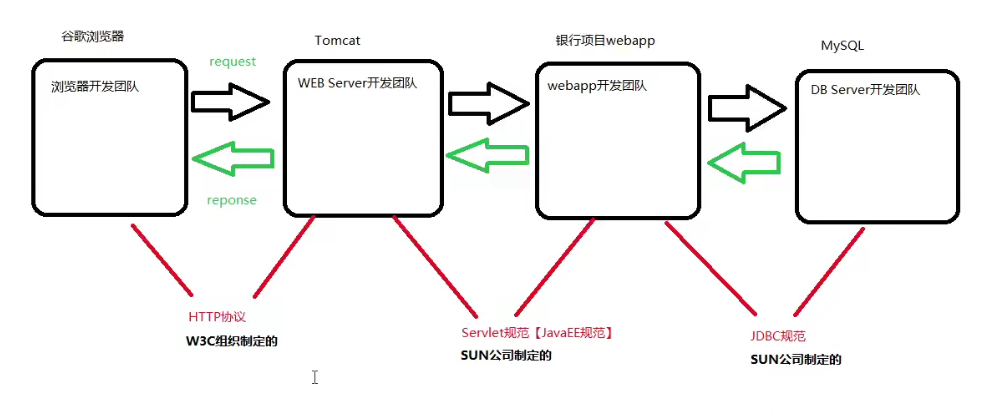 谷歌浏览器
Tomcat
银行项目webapp
MySQL
request
浏览器开发团队
WEB Server开发团队
webapp开发团队
DB Server开发团队
reponse
HTTP协议
W3C组织制定的
Servlet规范【JavaEE规范】
SUN公司制定的
JDBC规范
SUN公司制定的